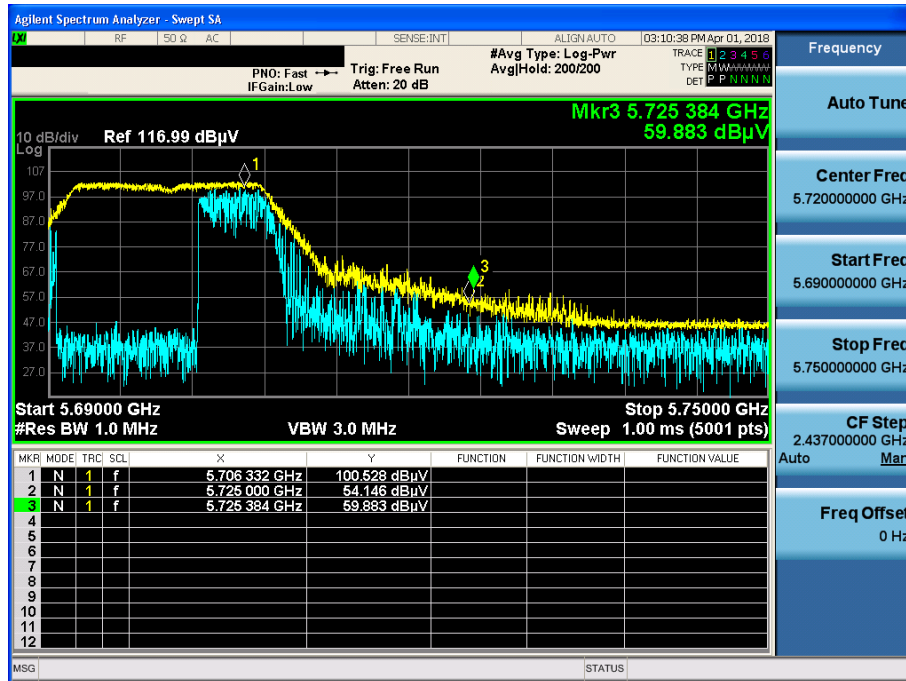 Agilent Spectrum Analyzer - Swept SA
LXI RF 50 Ω AC SENSE:INT ALIGN AUTO 03:10:38 PM Apr 01, 2018
Frequency
#Avg Type: Log-Pwr TRACE 1 2 3 4 5 6
PNO: Fast Trig: Free Run Avg|Hold: 200/200 TYPE
IFGain:Low Atten: 20 dB DET P P N N N N
Auto Tune
Mkr3 5.725 384 GHz
59.883 dBµV
10 dB/div Ref 116.99 dBµV
Log
107
97.0
87.0
77.0
67.0
57.0
47.0
37.0
27.0
1
3
2
Start 5.69000 GHz Stop 5.75000 GHz
#Res BW 1.0 MHz VBW 3.0 MHz Sweep 1.00 ms (5001 pts)
Center Freq
5.720000000 GHz
Start Freq
5.690000000 GHz
Stop Freq
5.750000000 GHz
CF Step
2.437000000 GHz
Auto Man
Freq Offset
0 Hz
MKR MODE TRC SCL X Y FUNCTION FUNCTION WIDTH FUNCTION VALUE
1 N 1 f 5.706 332 GHz 100.528 dBµV
2 N 1 f 5.725 000 GHz 54.146 dBµV
3 N 1 f 5.725 384 GHz 59.883 dBµV
4
5
6
7
8
9
10
11
12
MSG STATUS